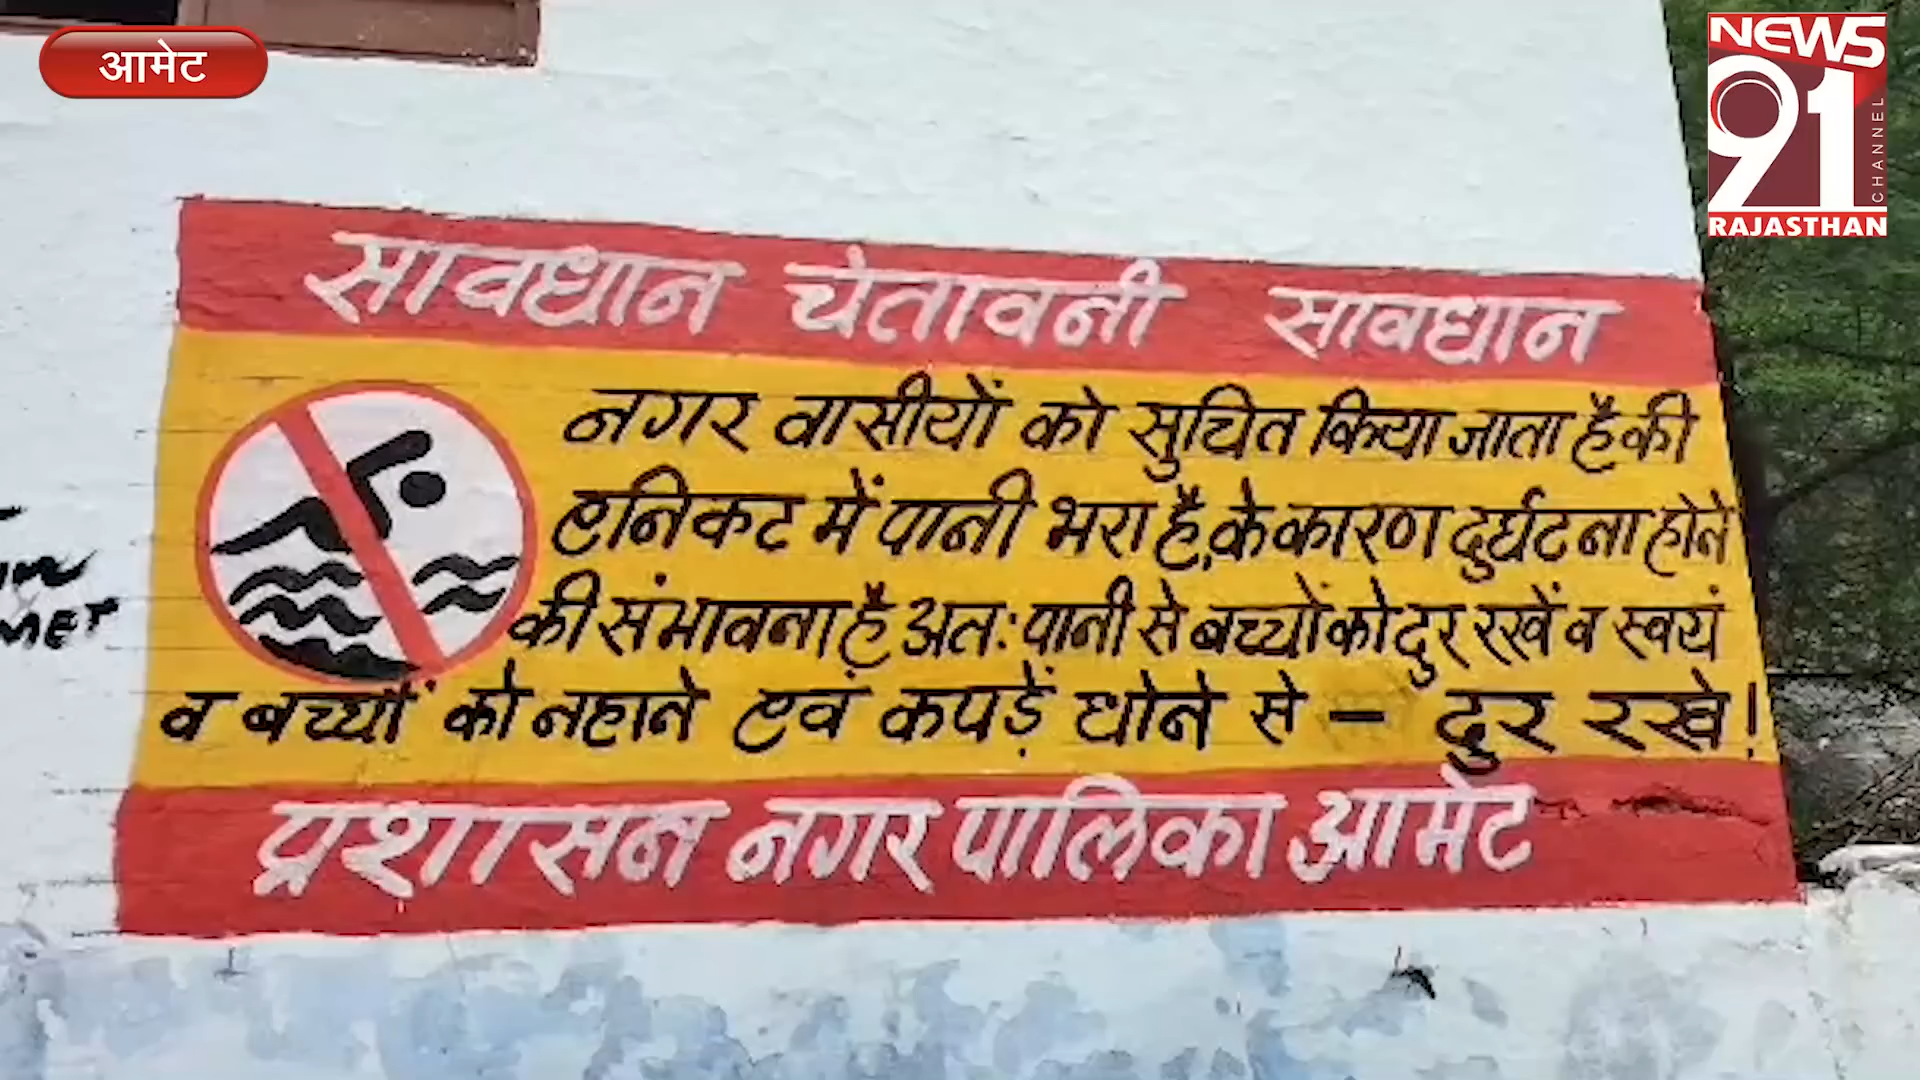 आमेट
NEWS
91
CHANNEL
RAJASTHAN
सावधान चेतावनी सावधान
नगर वासीयों को सुचित किया जाता है की
एनिकट में पानी भरा है, के कारण दुर्घटना होने
की संभावना है अत: पानी से बच्चों को दुर रखें व स्वयं
व बच्चों को नहाने एवं कपड़ें धोने से – दुर रखे!
प्रशासन नगर पालिका आमेट
MET